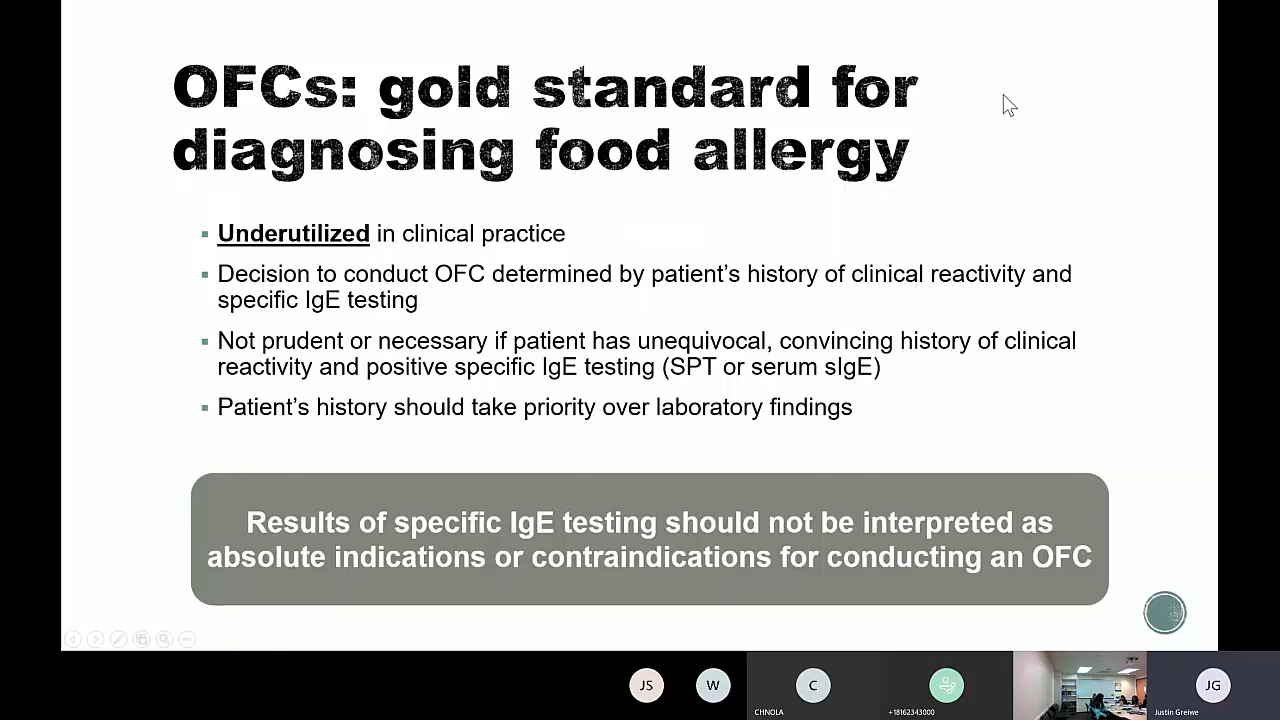 OFCs: gold standard for
diagnosing food allergy
▪ Underutilized in clinical practice
▪ Decision to conduct OFC determined by patient’s history of clinical reactivity and
specific IgE testing
▪ Not prudent or necessary if patient has unequivocal, convincing history of clinical
reactivity and positive specific IgE testing (SPT or serum sIgE)
▪ Patient’s history should take priority over laboratory findings
Results of specific IgE testing should not be interpreted as
absolute indications or contraindications for conducting an OFC
JS
W
C
JG
CHNOLA
+18162343000
Justin Greiwe